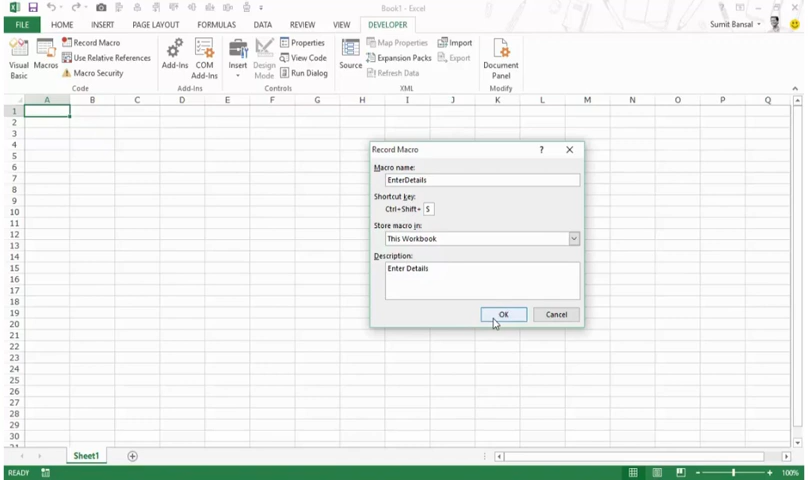 Book1 - Excel
FILE HOME INSERT PAGE LAYOUT FORMULAS DATA REVIEW VIEW DEVELOPER Sumit Bansal
Visual Basic
Macros
Record Macro
Use Relative References
Macro Security
Code
Add-Ins
COM Add-Ins
Add-Ins
Insert
Design Mode
Properties
View Code
Run Dialog
Controls
Source
Map Properties
Expansion Packs
Refresh Data
Import
Export
XML
Document Panel
Modify
A B C D E F G H I J K L M N O P Q
1
2
3
4
5
6
7
8
9
10
11
12
13
14
15
16
17
18
19
20
21
22
23
24
25
26
27
28
29
30
Record Macro ?
Macro name:
EnterDetails
Shortcut key:
Ctrl+Shift+ S
Store macro in:
This Workbook
Description:
Enter Details
OK Cancel
Sheet1
READY 100%